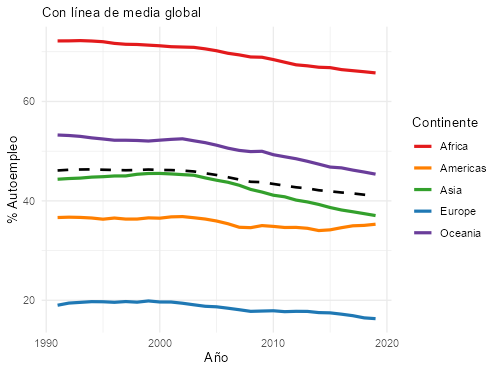 Con línea de media global
% Autoempleo
60
40
20
1990
2000
2010
2020
Año
Continente
Africa
Americas
Asia
Europe
Oceania